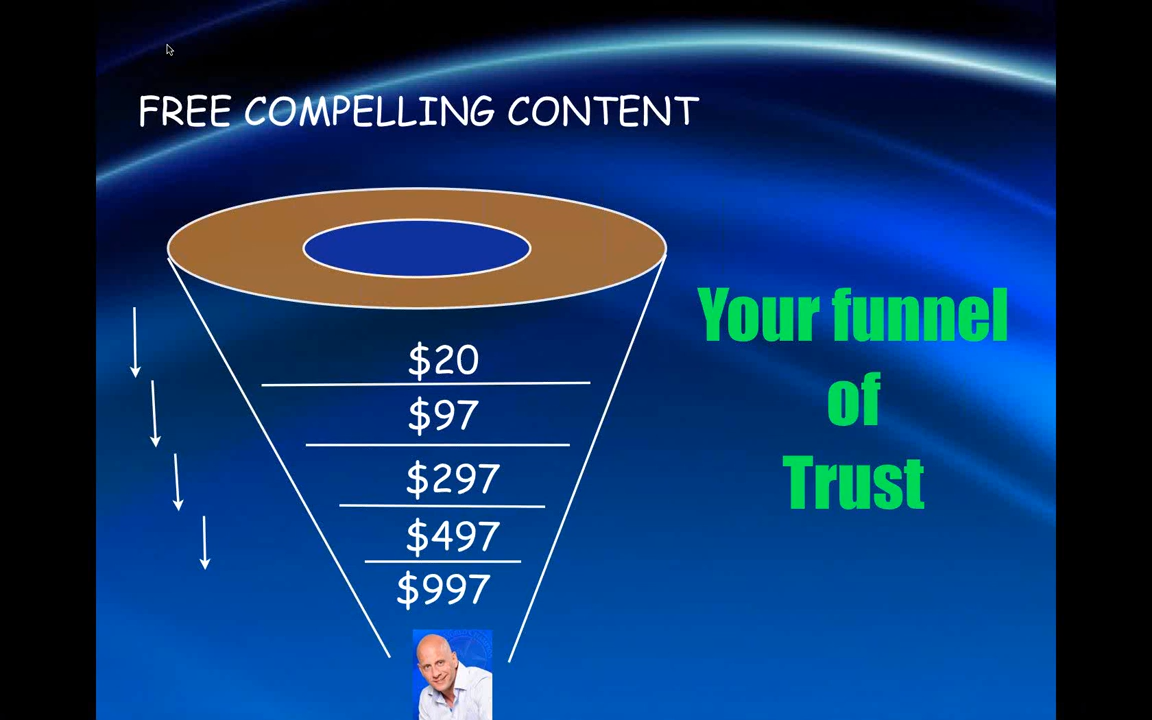 FREE COMPELLING CONTENT
$20
$97
$297
$497
$997
Your funnel
of
Trust